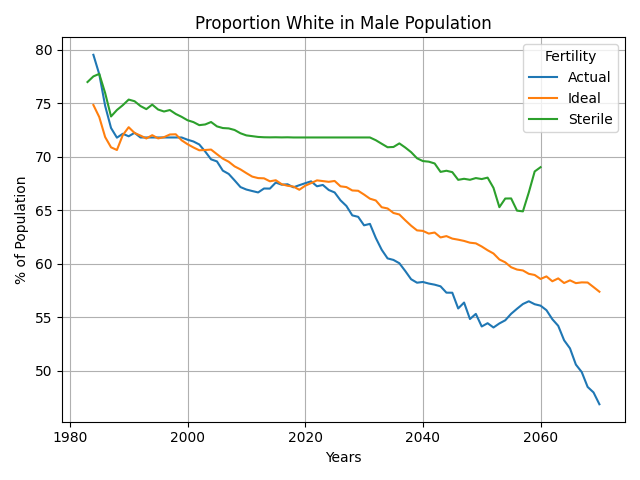 Proportion White in Male Population
% of Population
80
75
70
65
60
55
50
Fertility
Actual
Ideal
Sterile
1980
2000
2020
2040
2060
Years